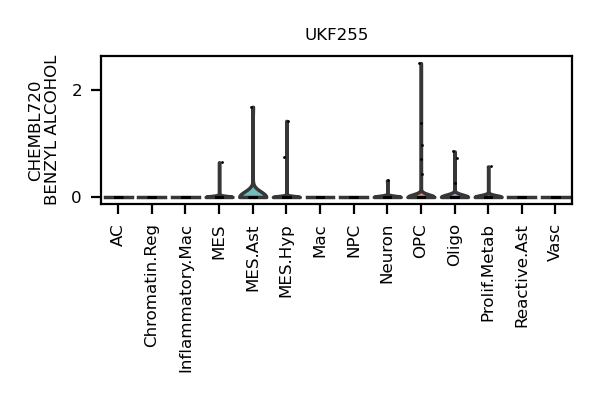 UKF255
CHEMBL720
BENZYL ALCOHOL
2
0
AC
Chromatin.Reg
Inflammatory.Mac
MES
MES.Ast
MES.Hyp
Mac
NPC
Neuron
OPC
Oligo
Prolif.Metab
Reactive.Ast
Vasc